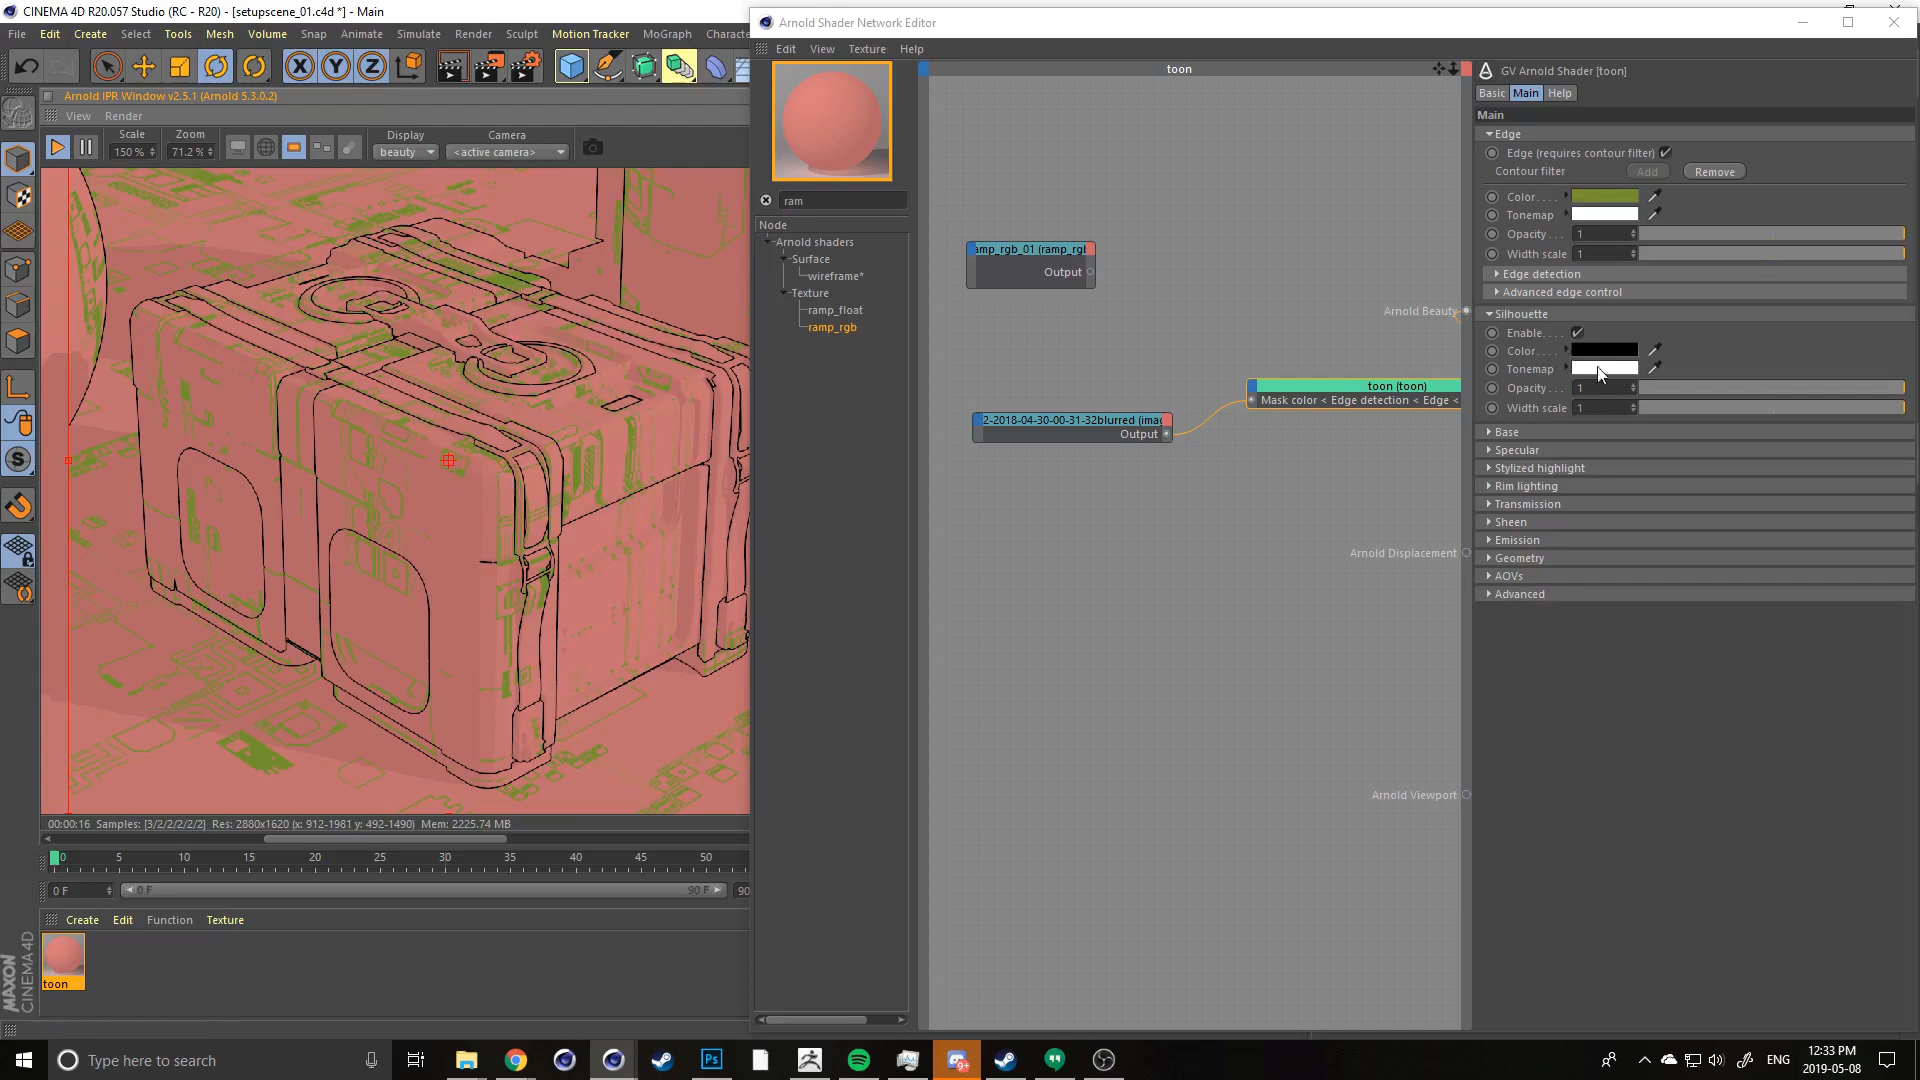 CINEMA 4D R20.057 Studio (RC - R20) - [setupscene_01.c4d *] - Main
File Edit Create Select Tools Mesh Volume Snap Animate Simulate Render Sculpt Motion Tracker MoGraph Characte
Arnold IPR Window v2.5.1 (Arnold 5.3.0.2)
View Render
Scale Zoom Display Camera
150 % 71.2 % beauty <active camera>
00:00:16 Samples: [3/2/2/2/2/2] Res: 2880x1620 (x: 912-1981 y: 492-1490) Mem: 2225.74 MB
0 5 10 15 20 25 30 35 40 45 50
0 F 0 F 90 F 90
Create Edit Function Texture
toon
MAXON
CINEMA 4D
Arnold Shader Network Editor
Edit View Texture Help
ram
Node
Arnold shaders
Surface
wireframe*
Texture
ramp_float
ramp_rgb
toon
amp_rgb_01 (ramp_rgb
Output
2-2018-04-30-00-31-32blurred (imag
Output
toon (toon)
Mask color < Edge detection < Edge <
Arnold Beauty
Arnold Displacement
Arnold Viewport
GV Arnold Shader [toon]
Basic Main Help
Main
Edge
Edge (requires contour filter)
Contour filter Add Remove
Color . . . .
Tonemap
Opacity . . . 1
Width scale 1
Edge detection
Advanced edge control
Silhouette
Enable. . . .
Color . . . .
Tonemap
Opacity . . . 1
Width scale 1
Base
Specular
Stylized highlight
Rim lighting
Transmission
Sheen
Emission
Geometry
AOVs
Advanced
Type here to search
Ps
9+
ENG
12:33 PM
2019-05-08